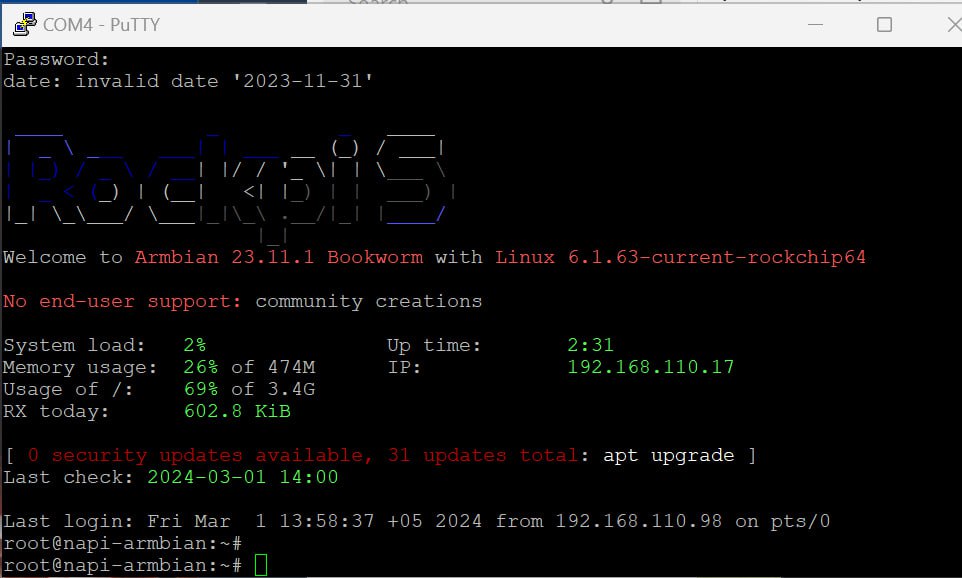 COM4 - PuTTY
Password:
date: invalid date '2023-11-31'
Rockpi S
Welcome to Armbian 23.11.1 Bookworm with Linux 6.1.63-current-rockchip64
No end-user support: community creations
System load: 2% Up time: 2:31
Memory usage: 26% of 474M IP: 192.168.110.17
Usage of /: 69% of 3.4G
RX today: 602.8 KiB
[ 0 security updates available, 31 updates total: apt upgrade ]
Last check: 2024-03-01 14:00
Last login: Fri Mar  1 13:58:37 +05 2024 from 192.168.110.98 on pts/0
root@napi-armbian:~#
root@napi-armbian:~#